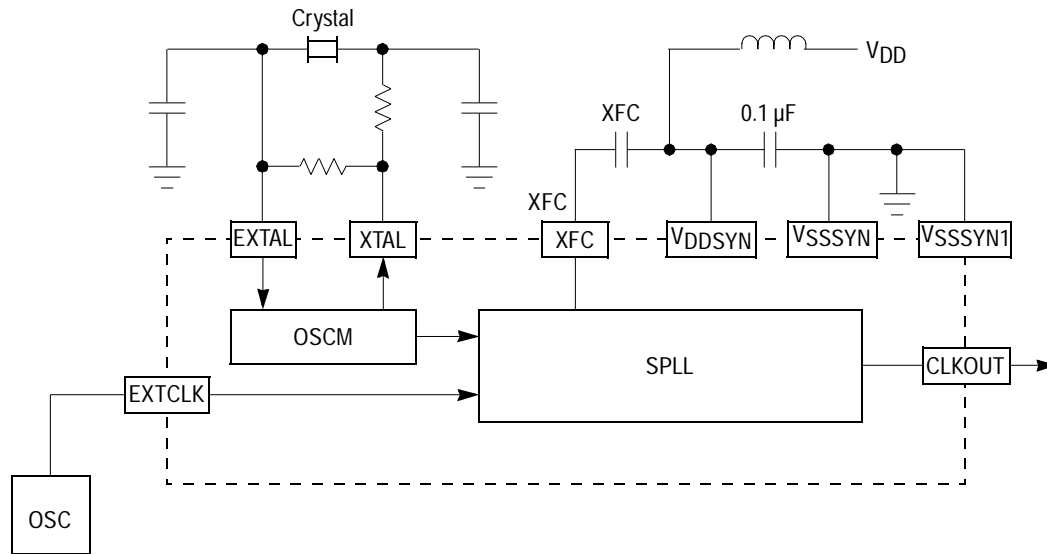 Crystal
VDD
XFC
0.1 µF
XFC
EXTAL
XTAL
XFC
VDDSYN
VSSSYN
VSSSYN1
OSCM
SPLL
CLKOUT
EXTCLK
OSC